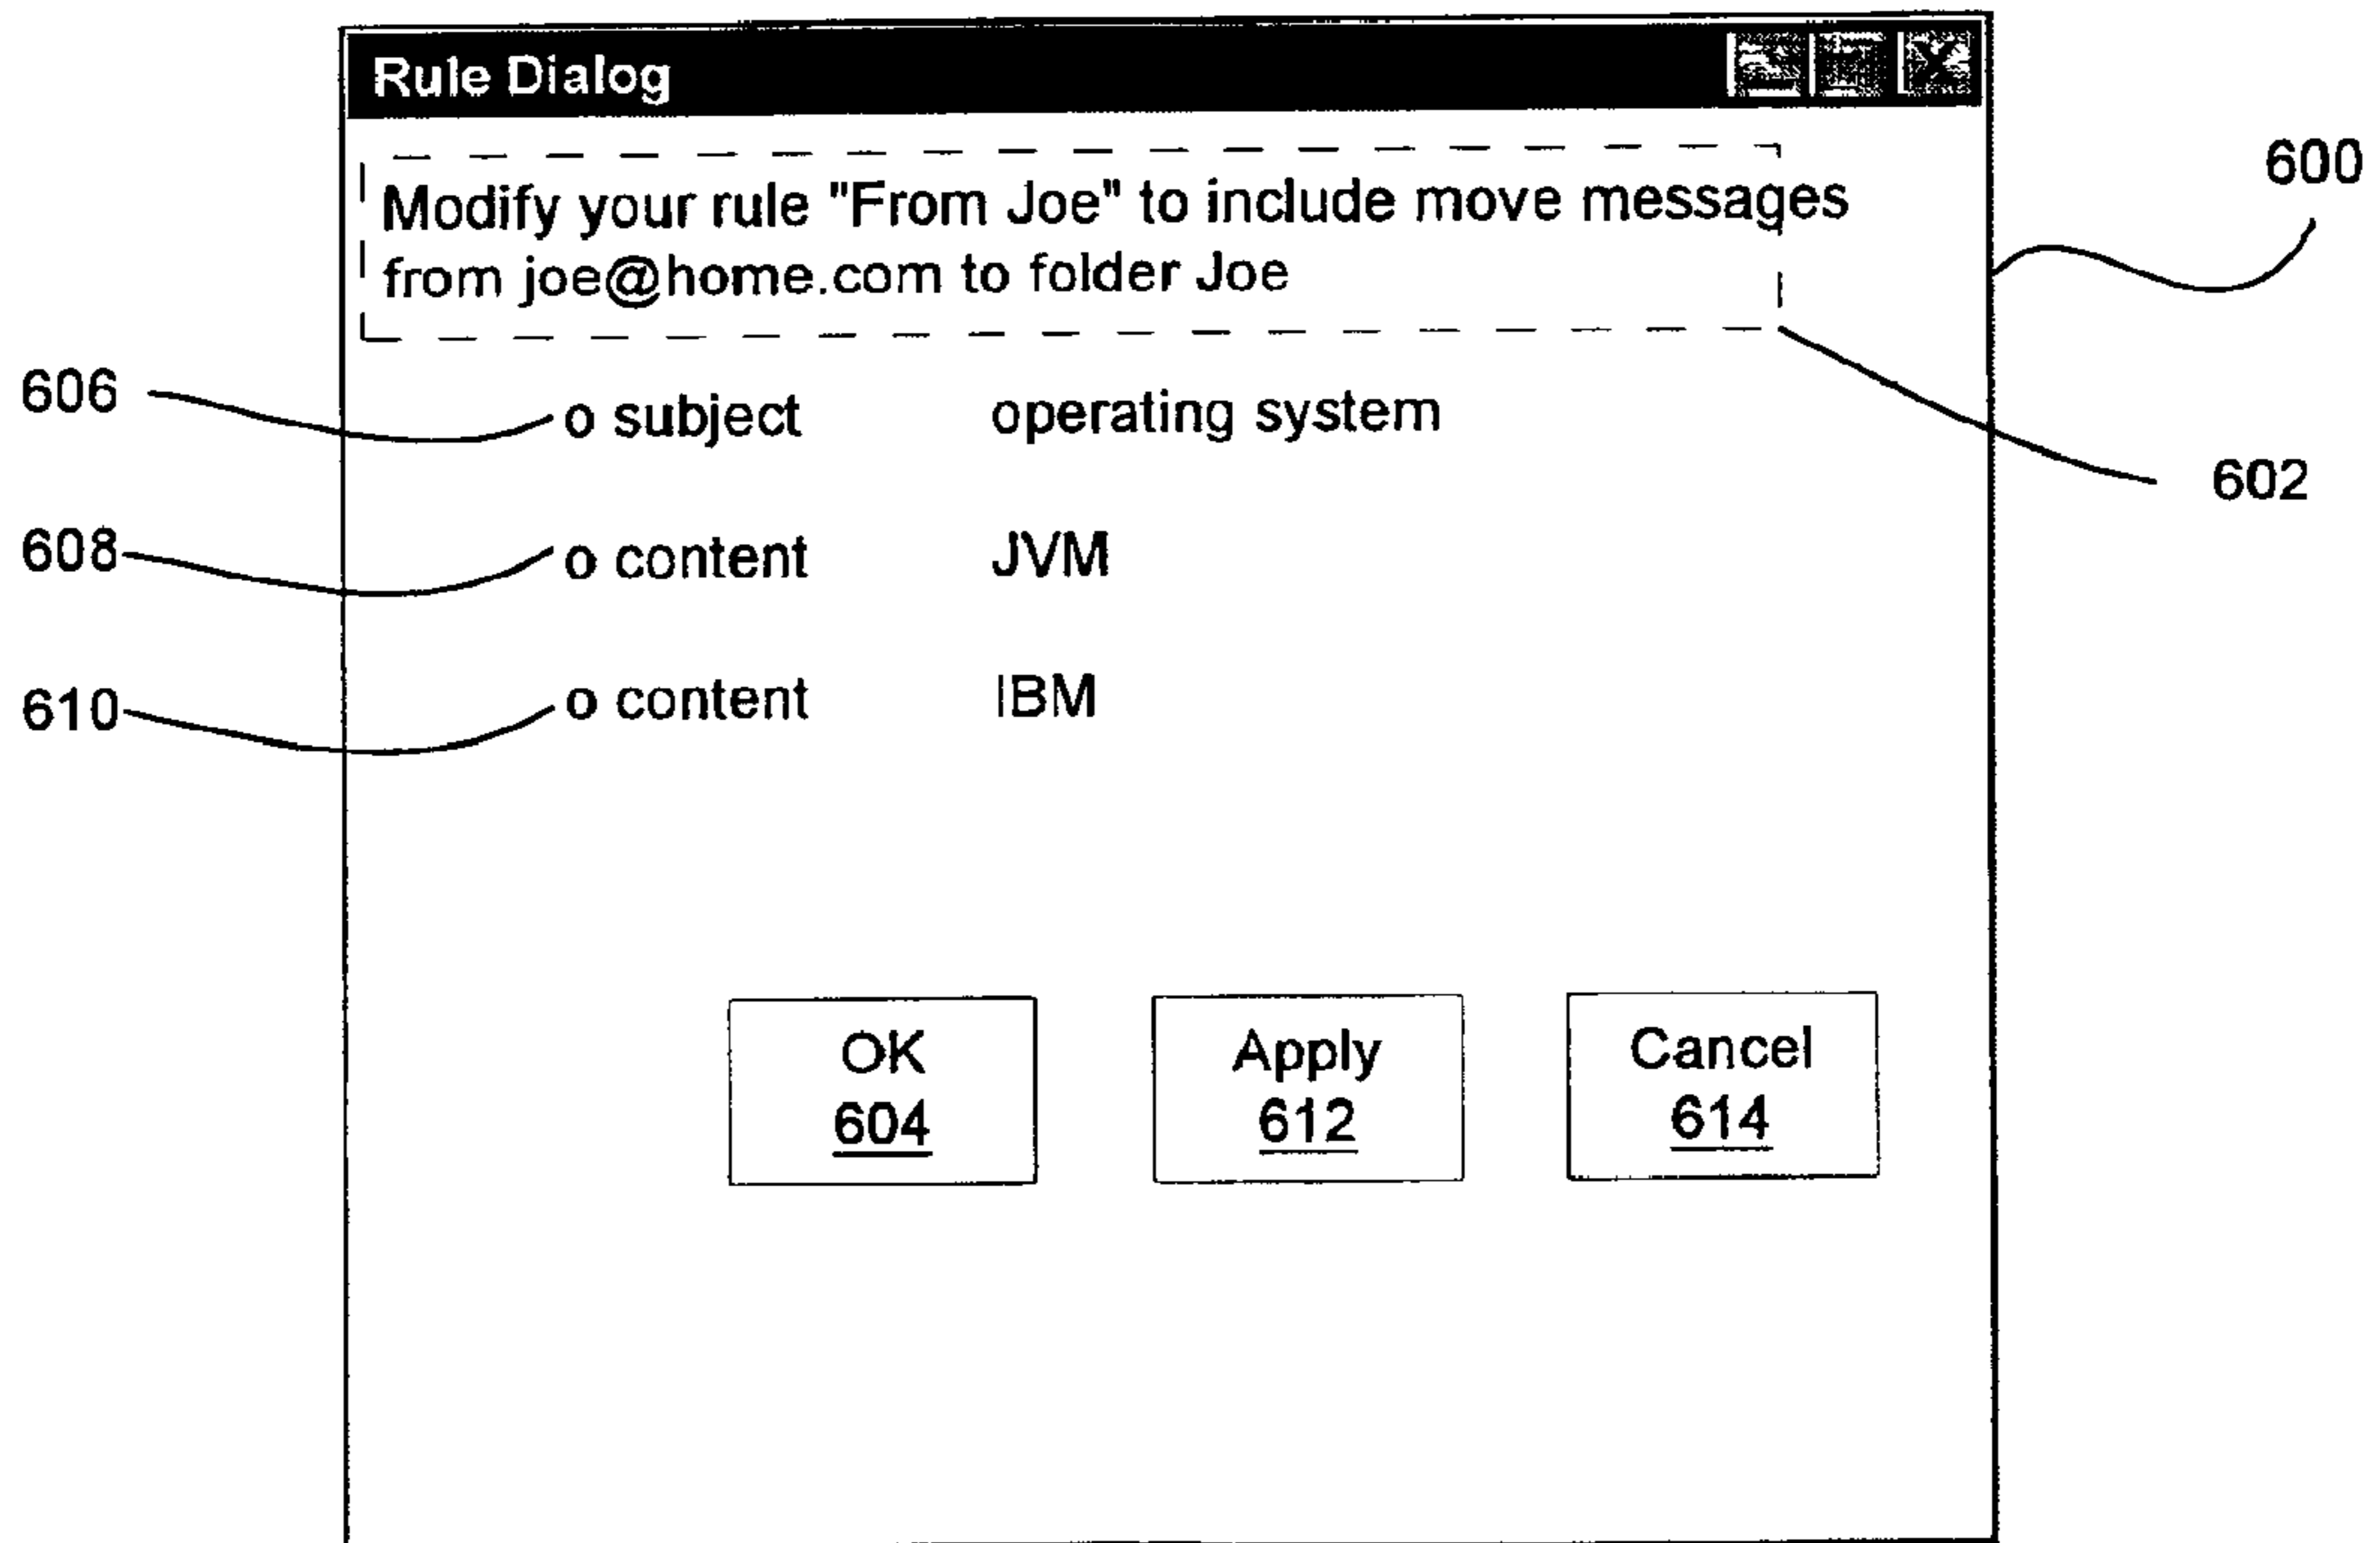 Rule Dialog
600
Modify your rule "From Joe" to include move messages
from joe@home.com to folder Joe
606 o subject operating system
602
608 o content JVM
610 o content IBM
OK Apply Cancel
604 612 614